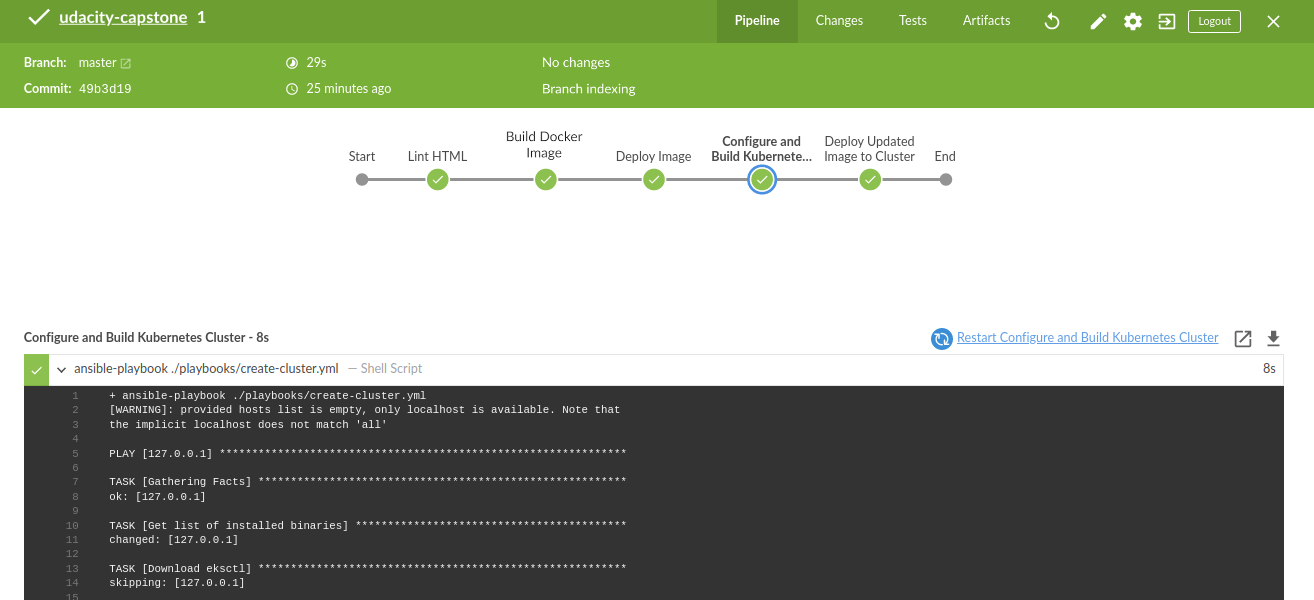 udacity-capstone 1
Pipeline Changes Tests Artifacts Logout
Branch: master 29s No changes
Commit: 49b3d19 25 minutes ago Branch indexing
Start
Lint HTML
Build Docker
Image
Deploy Image
Configure and
Build Kubernete...
Deploy Updated
Image to Cluster
End
Configure and Build Kubernetes Cluster - 8s Restart Configure and Build Kubernetes Cluster
ansible-playbook ./playbooks/create-cluster.yml — Shell Script 8s
1 + ansible-playbook ./playbooks/create-cluster.yml
2 [WARNING]: provided hosts list is empty, only localhost is available. Note that
3 the implicit localhost does not match 'all'
4
5 PLAY [127.0.0.1] ***************************************************************
6
7 TASK [Gathering Facts] *********************************************************
8 ok: [127.0.0.1]
9
10 TASK [Get list of installed binaries] ******************************************
11 changed: [127.0.0.1]
12
13 TASK [Download eksctl] *********************************************************
14 skipping: [127.0.0.1]
15